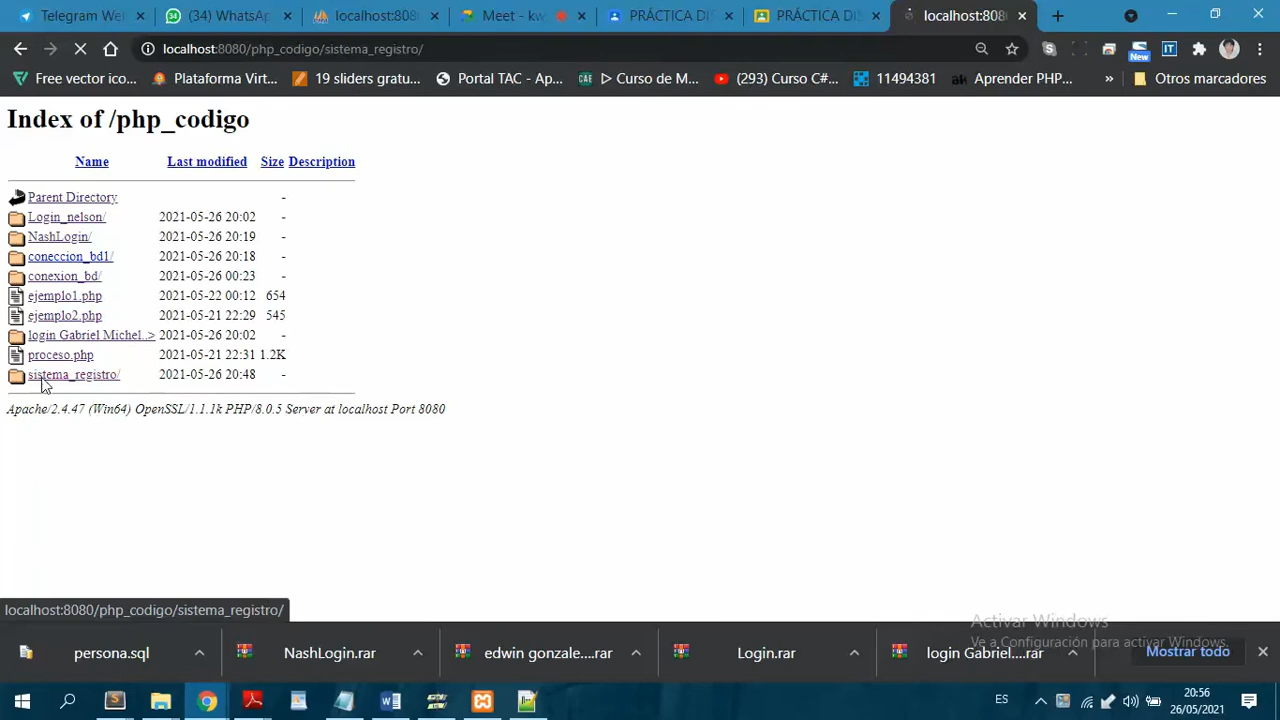 Telegram We
(34) WhatsAp
localhost:808
Meet - kw
PRÁCTICA DI
PRÁCTICA DI
localhost:808
localhost:8080/php_codigo/sistema_registro/
New
IT
Free vector ico...
Plataforma Virt...
19 sliders gratu...
Portal TAC - Ap...
CAE
▷ Curso de M...
(293) Curso C#...
11494381
ak
Aprender PHP...
»
Otros marcadores
Index of /php_codigo
Name Last modified Size Description
Parent Directory -
Login_nelson/ 2021-05-26 20:02 -
NashLogin/ 2021-05-26 20:19 -
coneccion_bd1/ 2021-05-26 20:18 -
conexion_bd/ 2021-05-26 00:23 -
ejemplo1.php 2021-05-22 00:12 654
ejemplo2.php 2021-05-21 22:29 545
login Gabriel Michel..> 2021-05-26 20:02 -
proceso.php 2021-05-21 22:31 1.2K
sistema_registro/ 2021-05-26 20:48 -
Apache/2.4.47 (Win64) OpenSSL/1.1.1k PHP/8.0.5 Server at localhost Port 8080
localhost:8080/php_codigo/sistema_registro/
Activar Windows
Ve a Configuración para activar Windows.
persona.sql
NashLogin.rar
edwin gonzale....rar
Login.rar
login Gabriel....rar
Mostrar todo
ES
20:56
26/05/2021